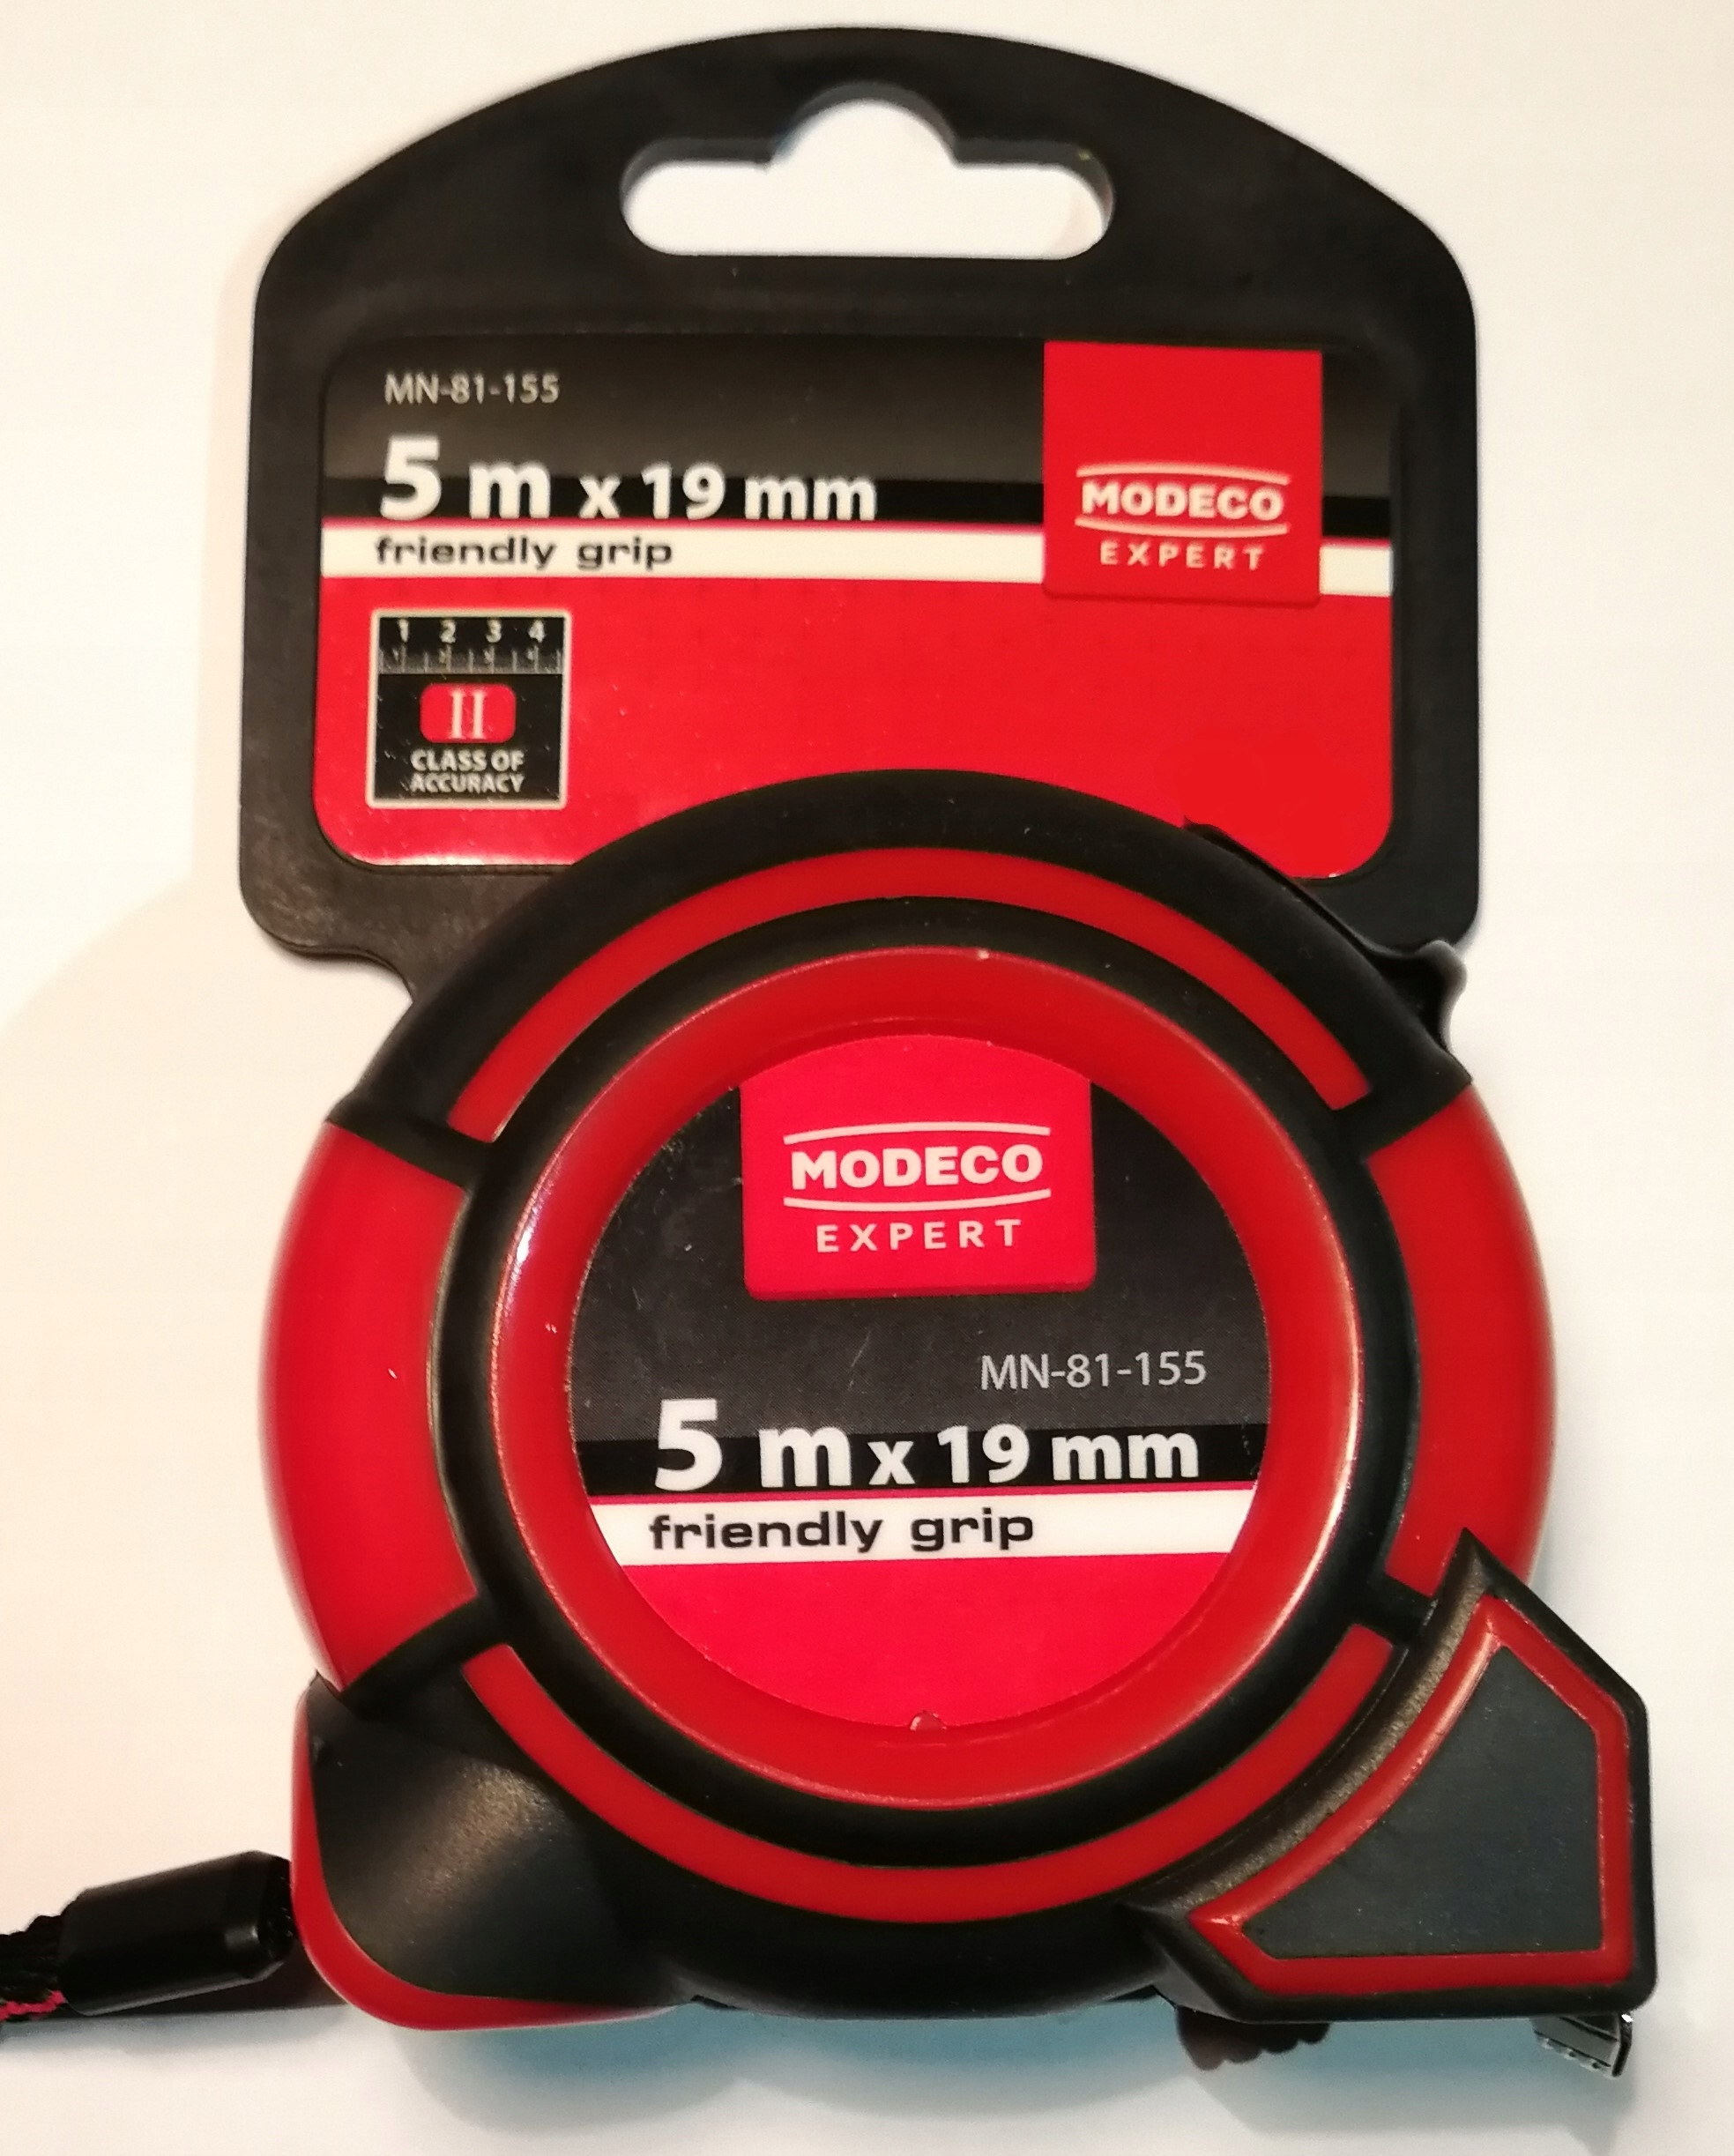 MN-81-155
5 m x 19 mm
friendly grip
MODECO
EXPERT
1 2 3 4
II
CLASS OF
ACCURACY
MODECO
EXPERT
MN-81-155
5 m x 19 mm
friendly grip